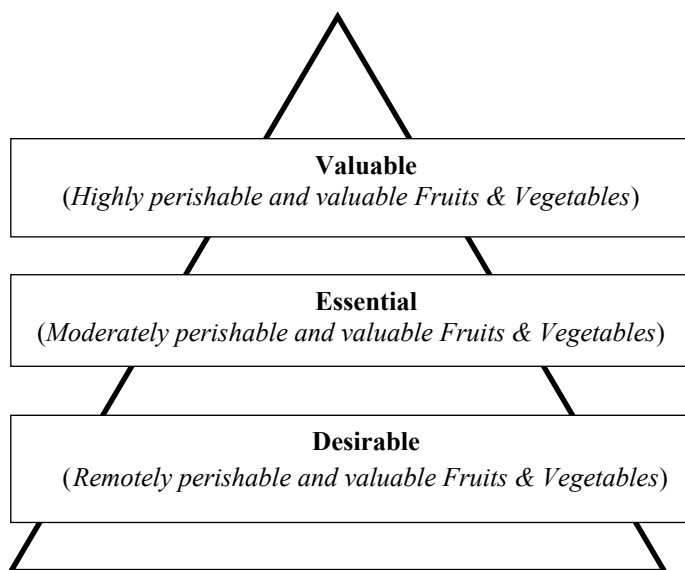 Valuable
(Highly perishable and valuable Fruits & Vegetables)
Essential
(Moderately perishable and valuable Fruits & Vegetables)
Desirable
(Remotely perishable and valuable Fruits & Vegetables)